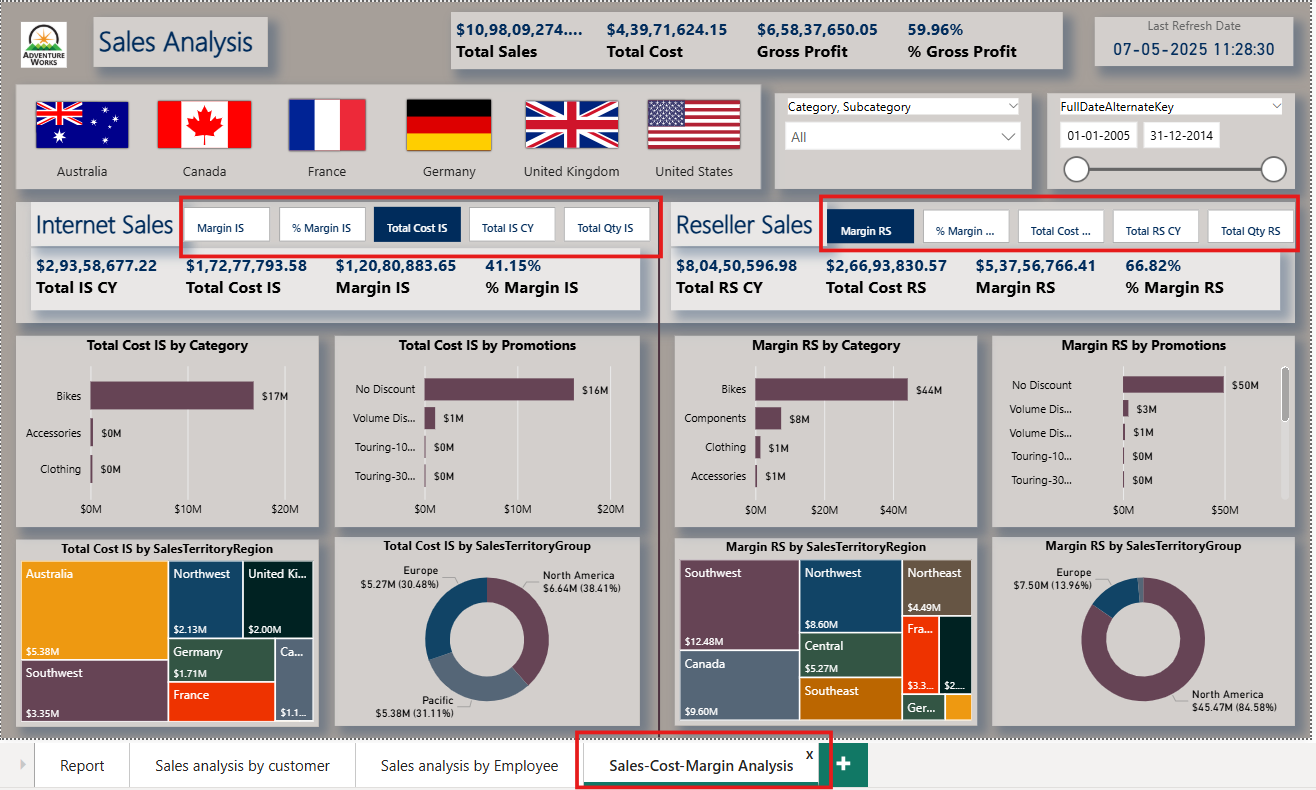 ADVENTURE
WORKS
Sales Analysis
$10,98,09,274.... $4,39,71,624.15 $6,58,37,650.05 59.96%
Total Sales Total Cost Gross Profit % Gross Profit
Last Refresh Date
07-05-2025 11:28:30
Australia Canada France Germany United Kingdom United States
Category, Subcategory
All
FullDateAlternateKey
01-01-2005 31-12-2014
Internet Sales
Margin IS % Margin IS Total Cost IS Total IS CY Total Qty IS
$2,93,58,677.22 $1,72,77,793.58 $1,20,80,883.65 41.15%
Total IS CY Total Cost IS Margin IS % Margin IS
Reseller Sales
Margin RS % Margin ... Total Cost ... Total RS CY Total Qty RS
$8,04,50,596.98 $2,66,93,830.57 $5,37,56,766.41 66.82%
Total RS CY Total Cost RS Margin RS % Margin RS
Total Cost IS by Category
Bikes $17M
Accessories $0M
Clothing $0M
$0M $10M $20M
Total Cost IS by Promotions
No Discount $16M
Volume Dis... $1M
Touring-10... $0M
Touring-30... $0M
$0M $10M $20M
Margin RS by Category
Bikes $44M
Components $8M
Clothing $1M
Accessories $1M
$0M $20M $40M
Margin RS by Promotions
No Discount $50M
Volume Dis... $3M
Volume Dis... $1M
Touring-10... $0M
Touring-30... $0M
$0M $50M
Total Cost IS by SalesTerritoryRegion
Australia
$5.38M
Southwest
$3.35M
Northwest
$2.13M
United Ki...
$2.00M
Germany
$1.71M
France
Ca...
$1.1...
Total Cost IS by SalesTerritoryGroup
Europe
$5.27M (30.48%)
North America
$6.64M (38.41%)
Pacific
$5.38M (31.11%)
Margin RS by SalesTerritoryRegion
Southwest
$12.48M
Canada
$9.60M
Northwest
$8.60M
Central
$5.27M
Southeast
Northeast
$4.49M
Fra...
$3.3...
$2....
Ger...
Margin RS by SalesTerritoryGroup
Europe
$7.50M (13.96%)
North America
$45.47M (84.58%)
Report Sales analysis by customer Sales analysis by Employee Sales-Cost-Margin Analysis x +